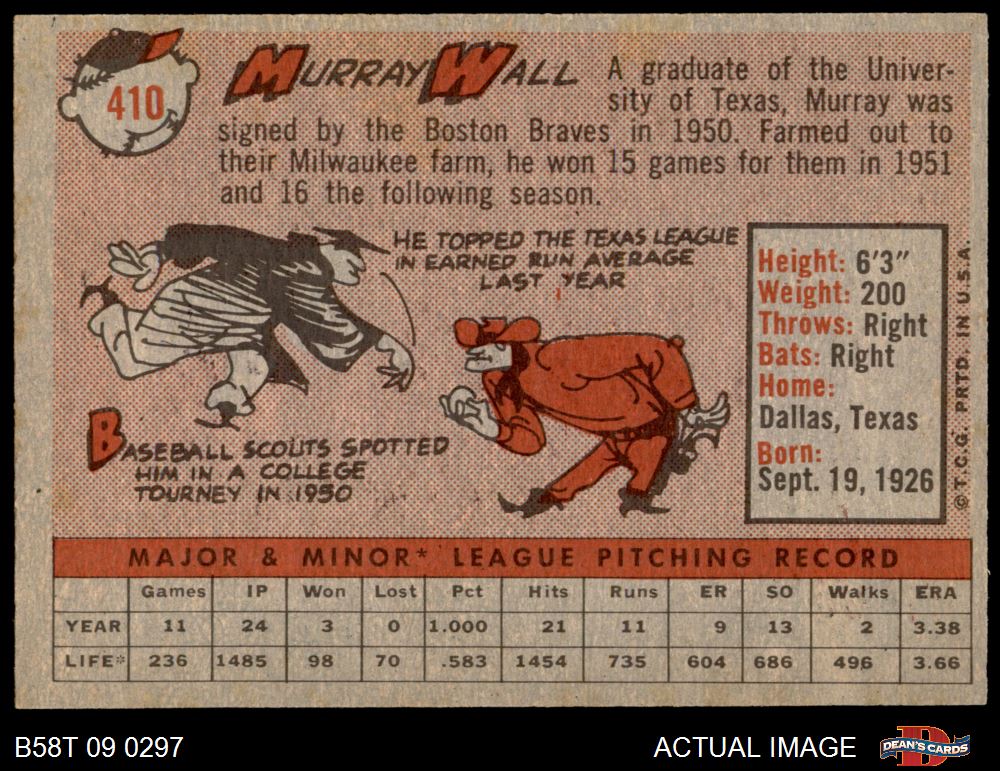 410
MURRAY WALL
A graduate of the Univer-
sity of Texas, Murray was
signed by the Boston Braves in 1950. Farmed out to
their Milwaukee farm, he won 15 games for them in 1951
and 16 the following season.
HE TOPPED THE TEXAS LEAGUE
IN EARNED RUN AVERAGE
LAST YEAR
BASEBALL SCOUTS SPOTTED
HIM IN A COLLEGE
TOURNEY IN 1950
Height: 6'3"
Weight: 200
Throws: Right
Bats: Right
Home:
Dallas, Texas
Born:
Sept. 19, 1926
© T.C.G. PRTD. IN U.S.A.
MAJOR & MINOR* LEAGUE PITCHING RECORD
Games IP Won Lost Pct Hits Runs ER SO Walks ERA
YEAR 11 24 3 0 1.000 21 11 9 13 2 3.38
LIFE* 236 1485 98 70 .583 1454 735 604 686 496 3.66
B58T 09 0297
ACTUAL IMAGE
DEAN'S CARDS